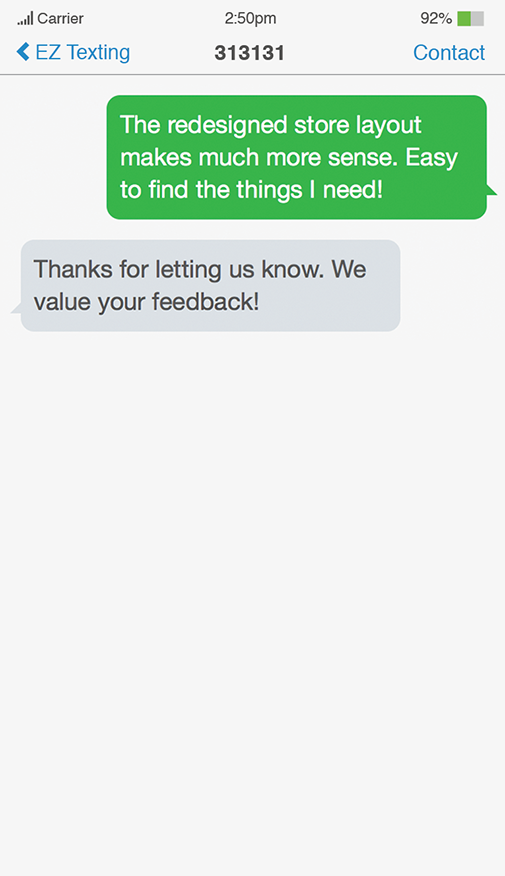 Carrier 2:50pm 92%
EZ Texting 313131 Contact
The redesigned store layout
makes much more sense. Easy
to find the things I need!
Thanks for letting us know. We
value your feedback!